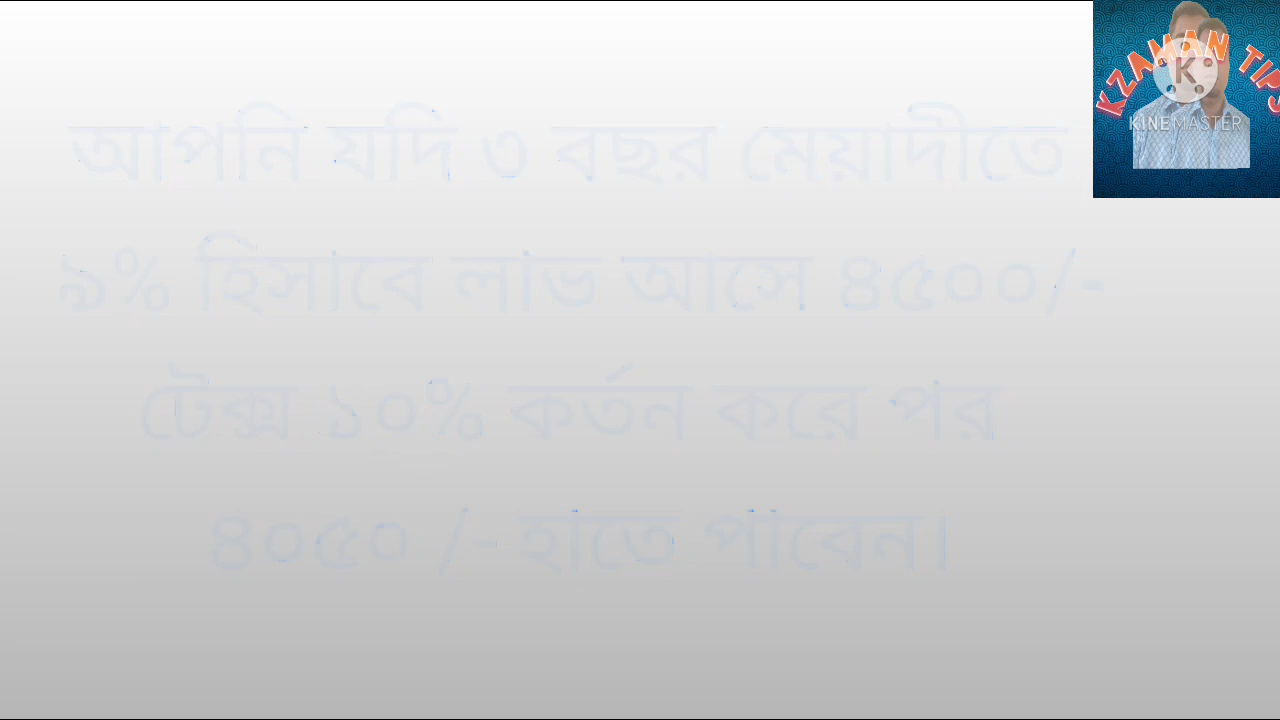 আপনি যদি ৩ বছর মেয়াদীতে
৯% হিসাবে লাভ আসে ৪৫০০/-
টেক্স ১০% কর্তন করে পর
৪০৫০ /- হাতে পাবেন।
KZAMAN TIPS
K
KINEMASTER